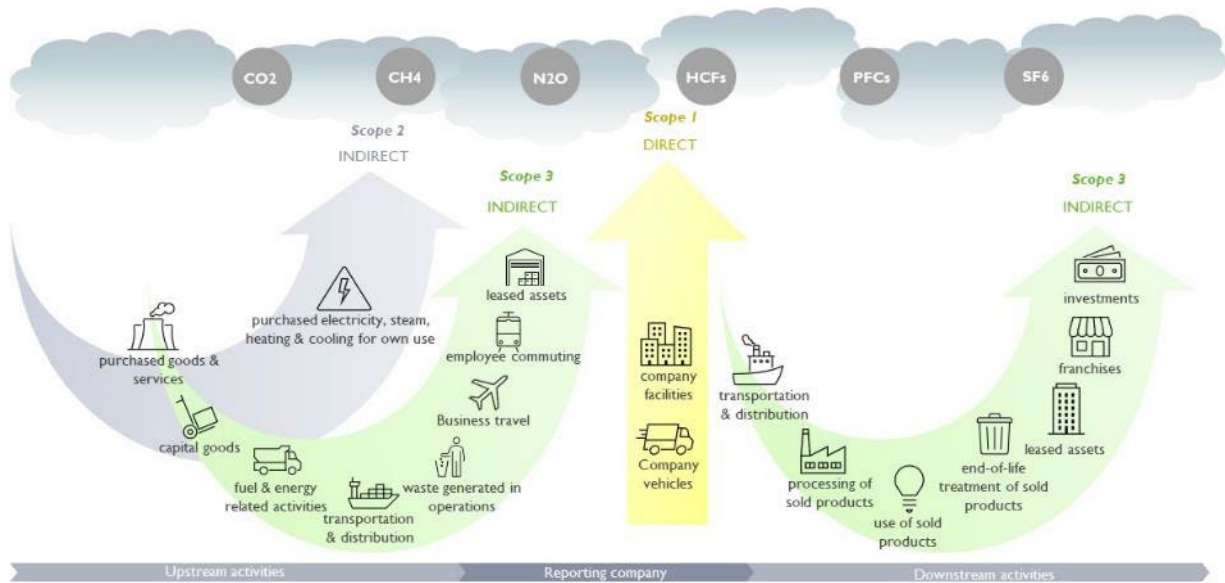 CO2
CH4
N2O
HCFs
PFCs
SF6
Scope 2
INDIRECT
Scope 1
DIRECT
Scope 3
INDIRECT
Scope 3
INDIRECT
purchased goods &
services
capital goods
fuel & energy
related activities
transportation
& distribution
waste generated in
operations
Business travel
employee commuting
leased assets
purchased electricity, steam,
heating & cooling for own use
company
facilities
Company
vehicles
transportation
& distribution
processing of
sold products
use of sold
products
end-of-life
treatment of sold
products
leased assets
franchises
investments
Upstream activities
Reporting company
Downstream activities